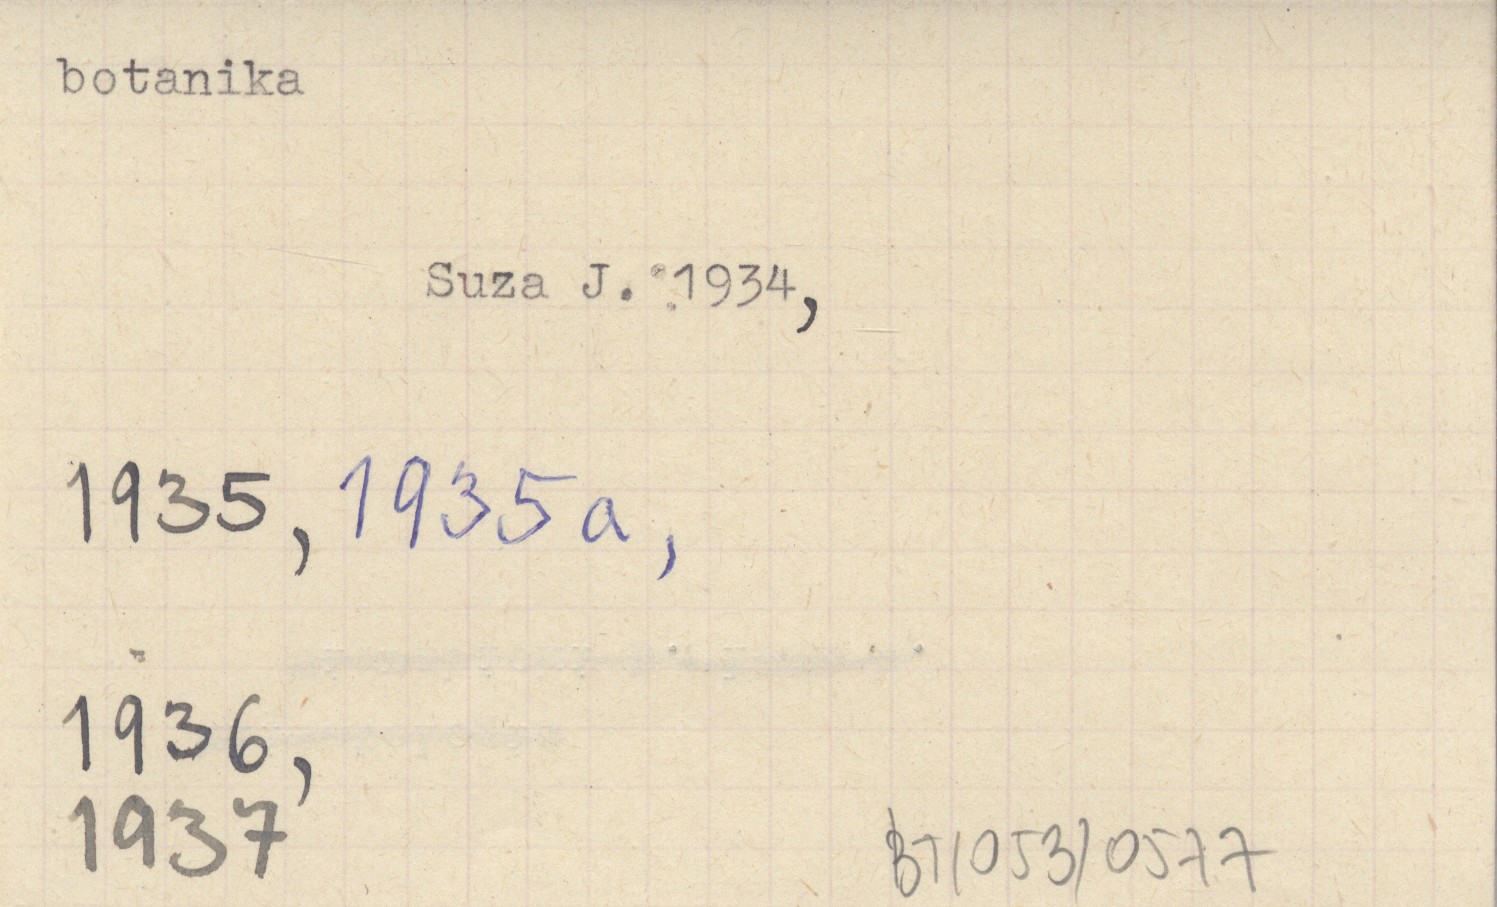 botanika
Suza J. 1934,
1935, 1935a,
1936,
1937
BT/053/0577